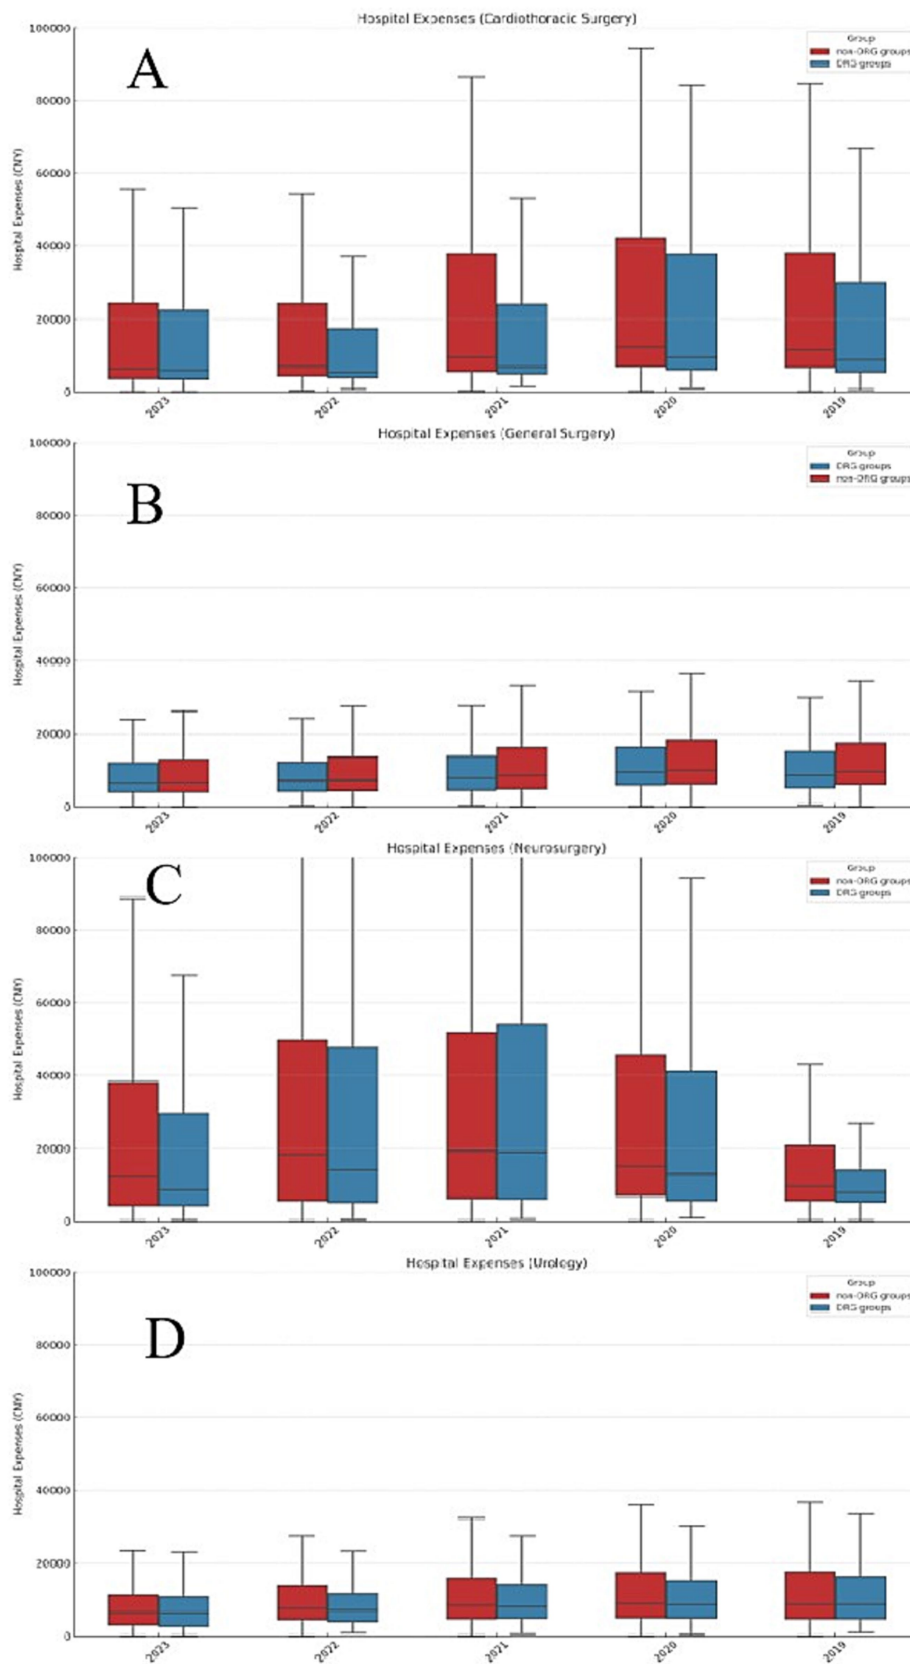 Hospital Expenses (Cardiothoracic Surgery)
A
Group
non-DRG groups
DRG groups
Hospital Expenses (CNY)
100000
80000
60000
40000
20000
0
2023
2022
2021
2020
2019
Hospital Expenses (General Surgery)
B
Group
DRG groups
non-DRG groups
Hospital Expenses (CNY)
100000
80000
60000
40000
20000
0
2023
2022
2021
2020
2019
Hospital Expenses (Neurosurgery)
C
Group
non-DRG groups
DRG groups
Hospital Expenses (CNY)
100000
80000
60000
40000
20000
0
2023
2022
2021
2020
2019
Hospital Expenses (Urology)
D
Group
non-DRG groups
DRG groups
Hospital Expenses (CNY)
100000
80000
60000
40000
20000
0
2023
2022
2021
2020
2019